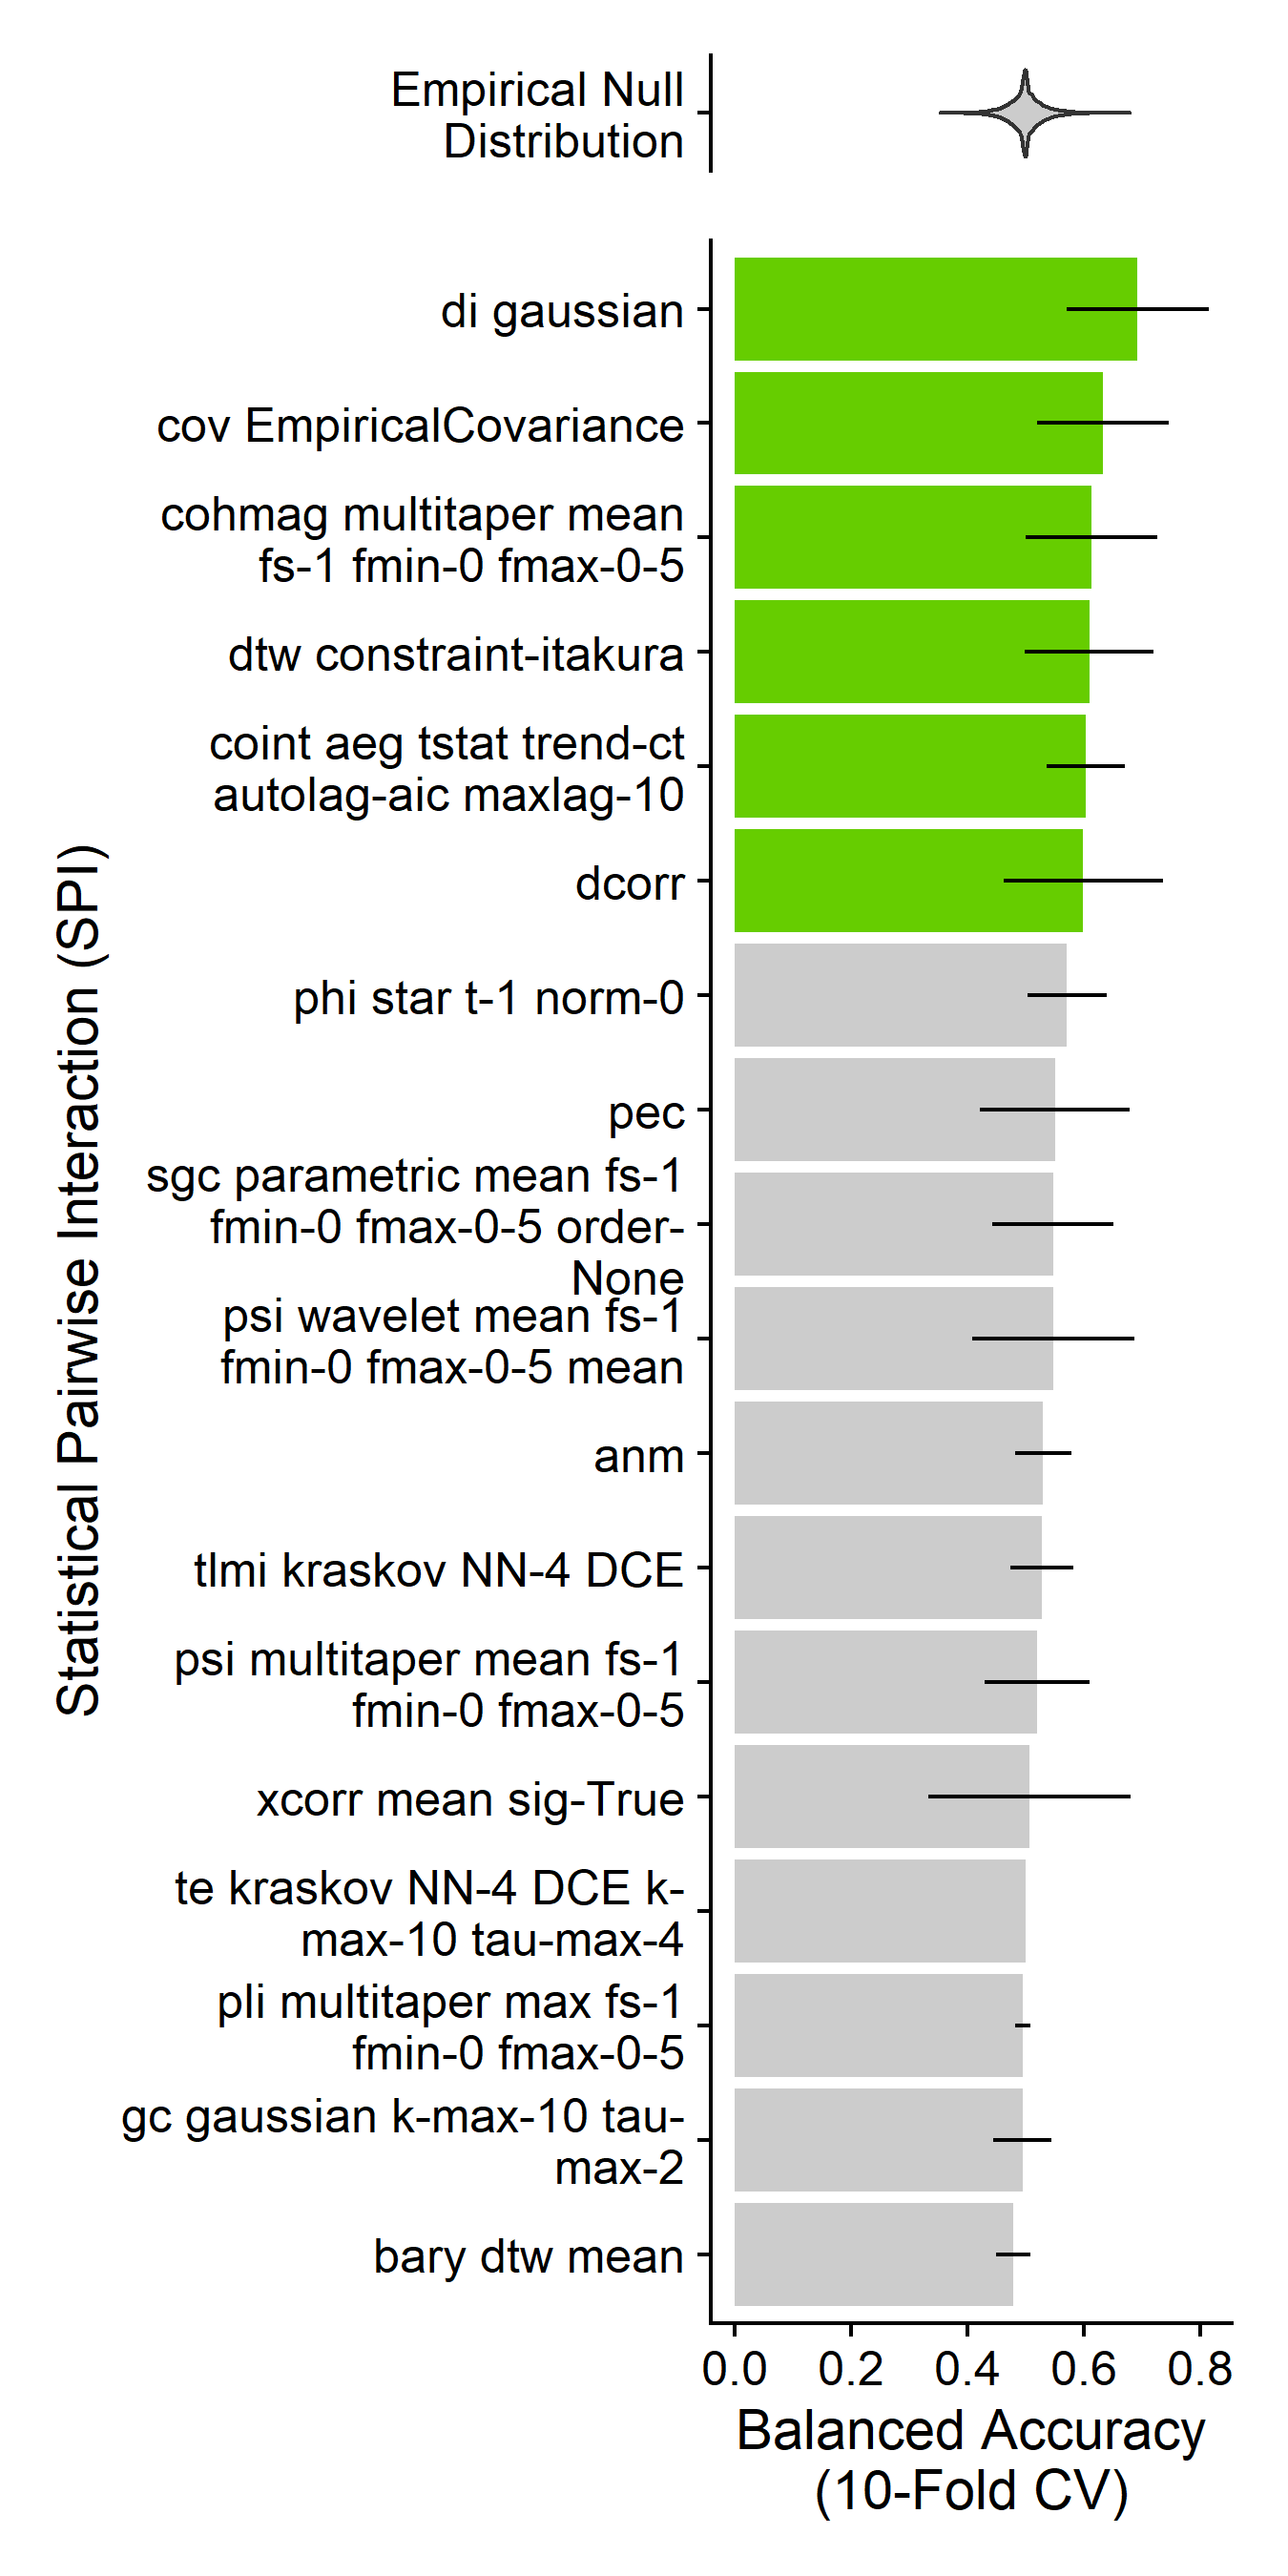 Empirical Null
Distribution
di gaussian
cov EmpiricalCovariance
cohmag multitaper mean
fs-1 fmin-0 fmax-0-5
dtw constraint-itakura
coint aeg tstat trend-ct
autolag-aic maxlag-10
dcorr
phi star t-1 norm-0
pec
sgc parametric mean fs-1
fmin-0 fmax-0-5 order-
None
psi wavelet mean fs-1
fmin-0 fmax-0-5 mean
anm
tlmi kraskov NN-4 DCE
psi multitaper mean fs-1
fmin-0 fmax-0-5
xcorr mean sig-True
te kraskov NN-4 DCE k-
max-10 tau-max-4
pli multitaper max fs-1
fmin-0 fmax-0-5
gc gaussian k-max-10 tau-
max-2
bary dtw mean
Statistical Pairwise Interaction (SPI)
0.0 0.2 0.4 0.6 0.8
Balanced Accuracy
(10-Fold CV)